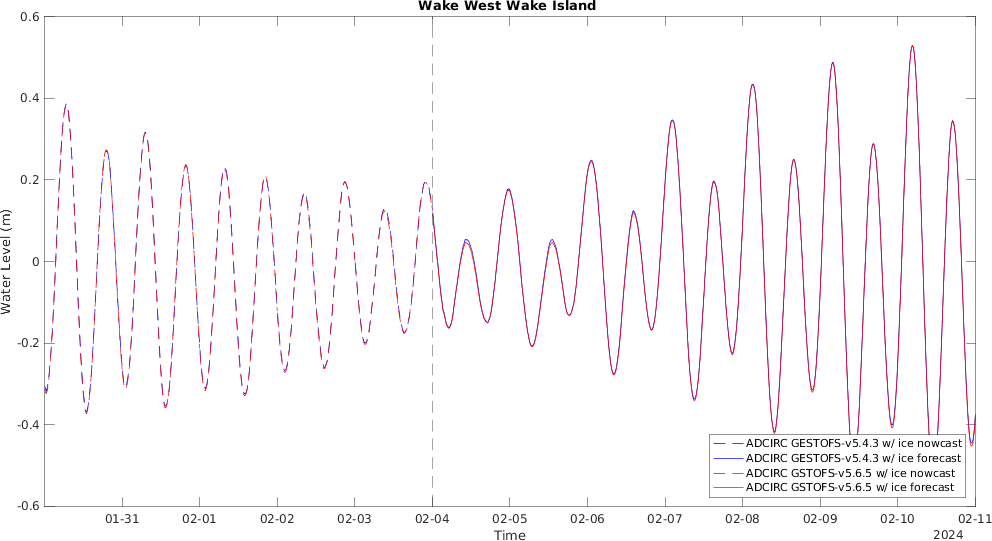 Wake West Wake Island
0.6
0.4
0.2
0
-0.2
-0.4
-0.6
Water Level (m)
01-31 02-01 02-02 02-03 02-04 02-05 02-06 02-07 02-08 02-09 02-10 02-11
Time
2024
ADCIRC GESTOFS-v5.4.3 w/ ice nowcast
ADCIRC GESTOFS-v5.4.3 w/ ice forecast
ADCIRC GSTOFS-v5.6.5 w/ ice nowcast
ADCIRC GSTOFS-v5.6.5 w/ ice forecast